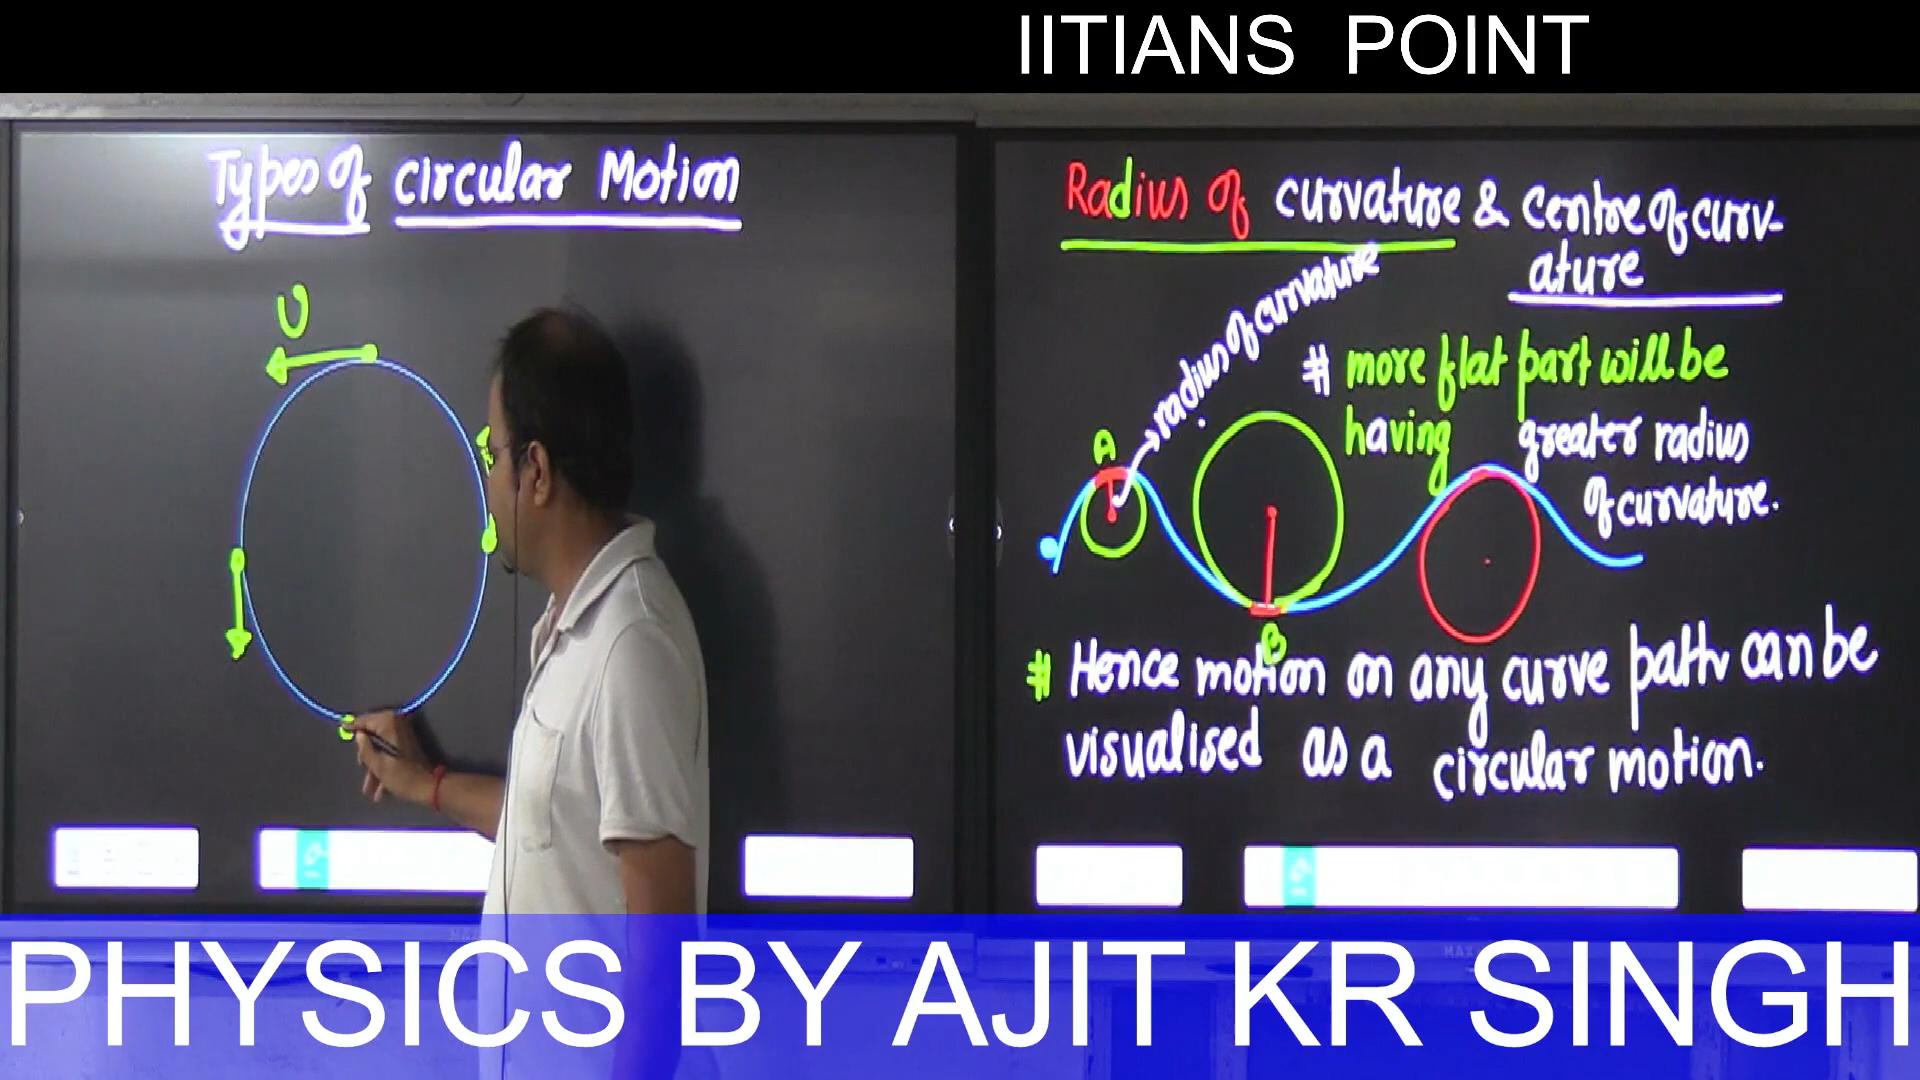 IITIANS POINT
Types of circular Motion
υ
Radius of curvature & centre of curv-
ature
radius of curvature
# more flat part will be
having greater radius
of curvature.
A
B
# Hence motion on any curve path can be
visualised as a circular motion.
PHYSICS BY AJIT KR SINGH